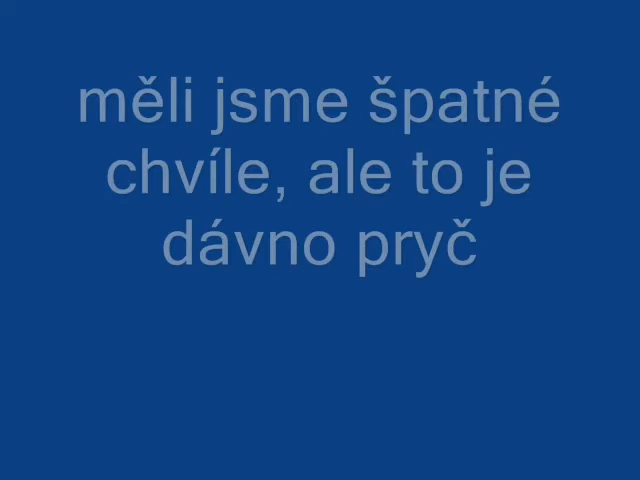 měli jsme špatné
chvíle, ale to je
dávno pryč